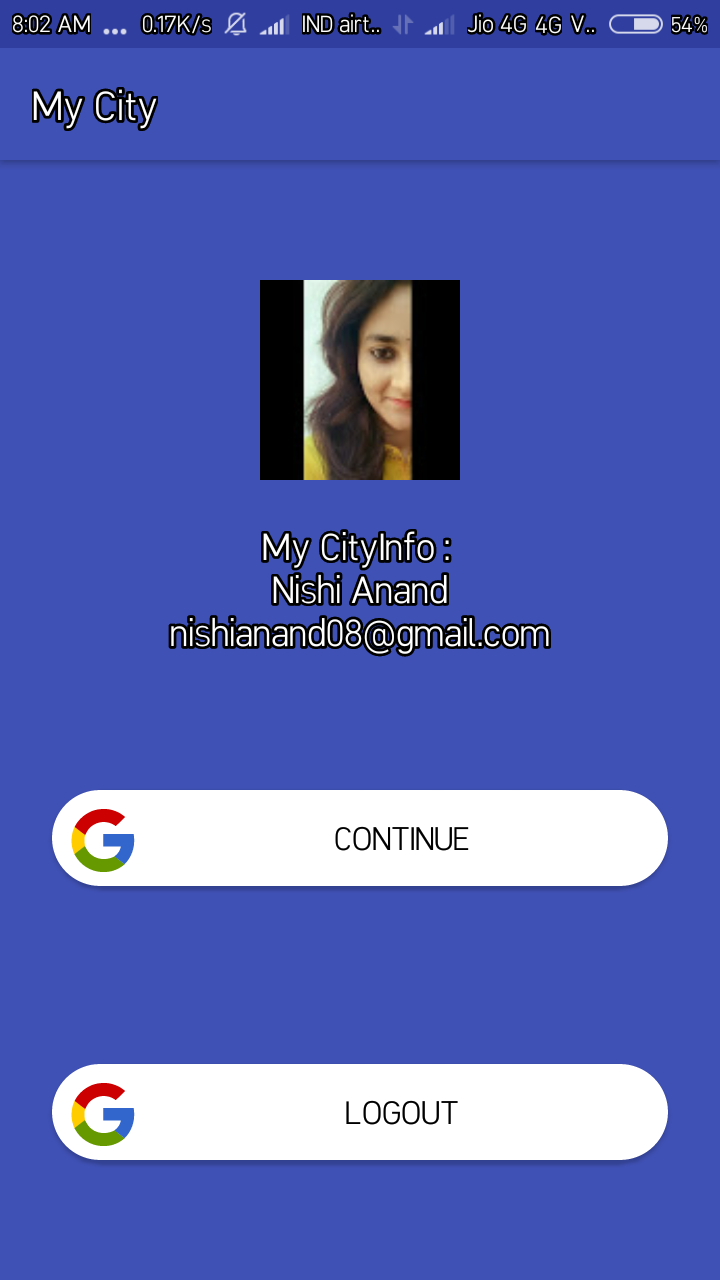 8:02 AM ... 0.17K/s IND airt.. Jio 4G 4G V.. 54%
My City
My CityInfo :
Nishi Anand
nishianand08@gmail.com
CONTINUE
LOGOUT